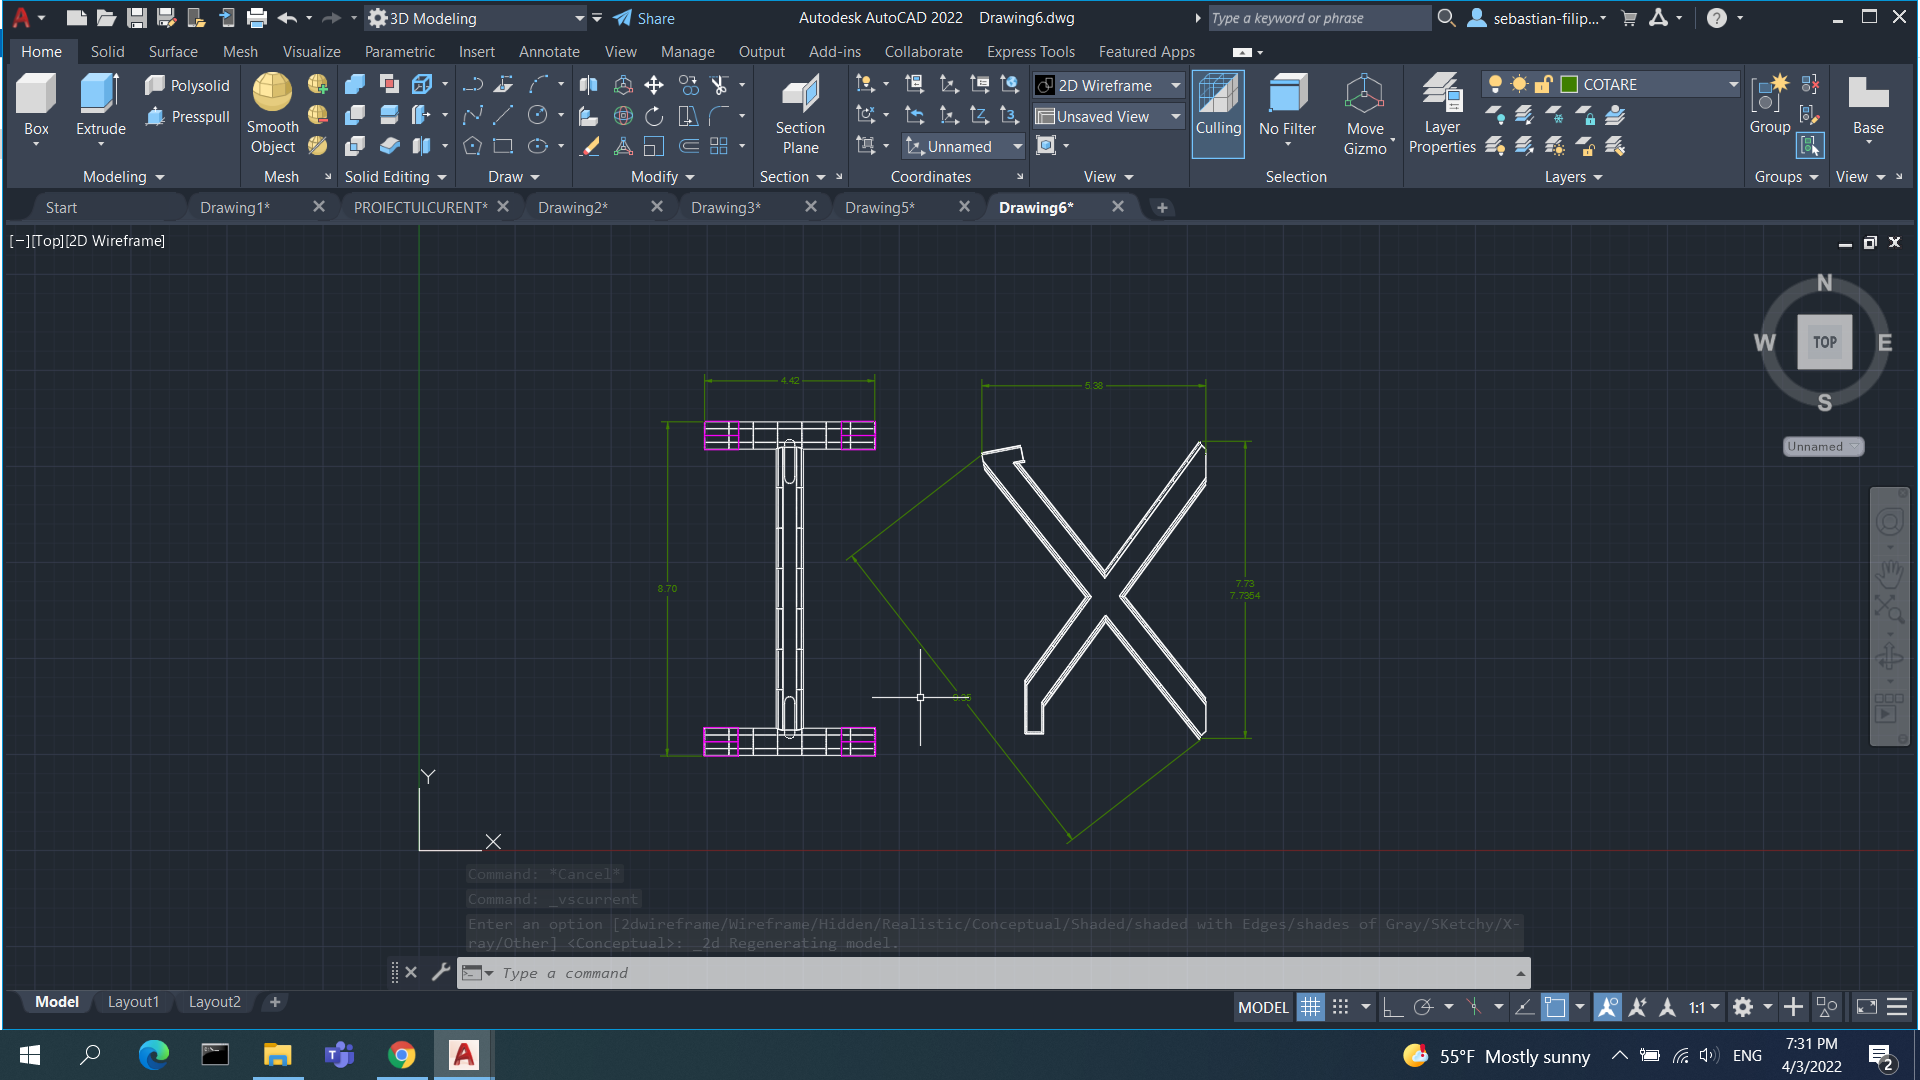 3D Modeling
Share
Autodesk AutoCAD 2022 Drawing6.dwg
Type a keyword or phrase
sebastian-filip...
Home Solid Surface Mesh Visualize Parametric Insert Annotate View Manage Output Add-ins Collaborate Express Tools Featured Apps
Box
Extrude
Polysolid
Presspull
Smooth Object
Section Plane
Unnamed
2D Wireframe
Unsaved View
Culling
No Filter
Move Gizmo
Layer Properties
COTARE
Group
Base
Modeling Mesh Solid Editing Draw Modify Section Coordinates View Selection Layers Groups View
Start Drawing1* PROIECTULCURENT* Drawing2* Drawing3* Drawing5* Drawing6*
[−][Top][2D Wireframe]
N
W TOP E
S
Unnamed
4.42
5.38
8.70
7.73
7.7354
Y
X
Command: *Cancel*
Command: _vscurrent
Enter an option [2dwireframe/Wireframe/Hidden/Realistic/Conceptual/Shaded/shaded with Edges/shades of Gray/SKetchy/X-
ray/Other] <Conceptual>: _2d Regenerating model.
Type a command
Model Layout1 Layout2
MODEL
1:1
55°F Mostly sunny
ENG
7:31 PM
4/3/2022
2